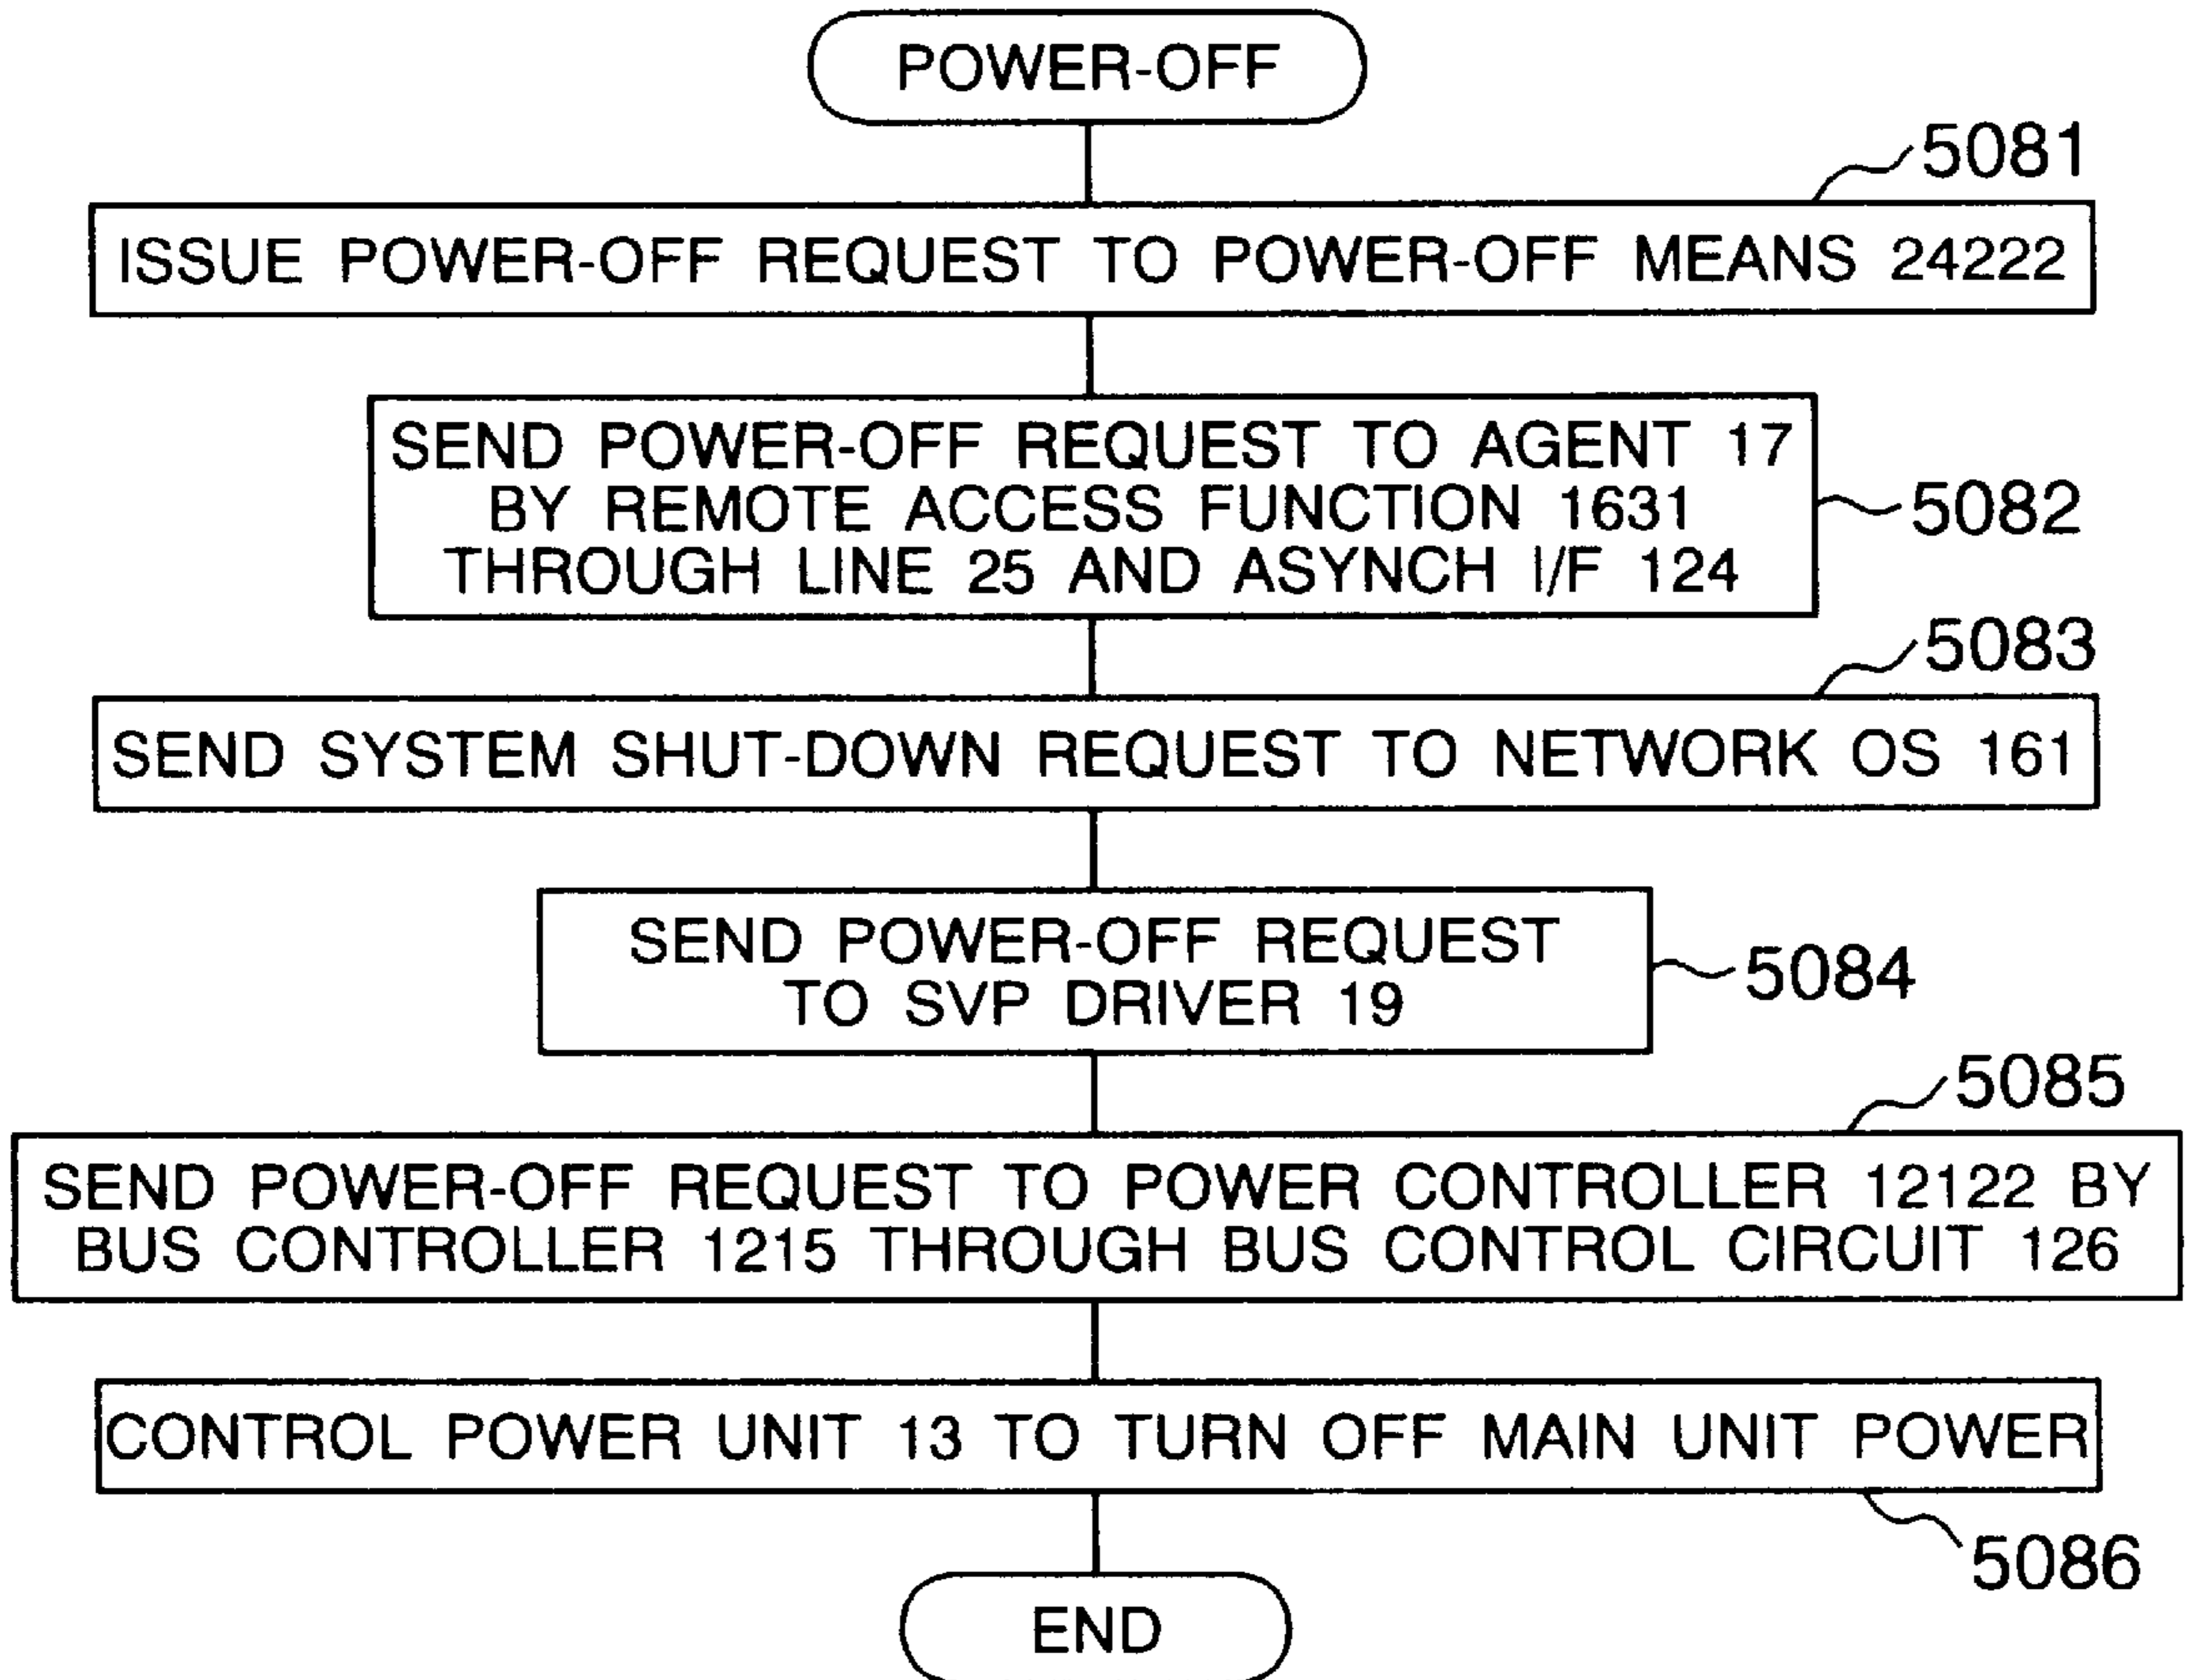 POWER-OFF
5081
ISSUE POWER-OFF REQUEST TO POWER-OFF MEANS 24222
SEND POWER-OFF REQUEST TO AGENT 17
BY REMOTE ACCESS FUNCTION 1631
THROUGH LINE 25 AND ASYNCH I/F 124
5082
5083
SEND SYSTEM SHUT-DOWN REQUEST TO NETWORK OS 161
SEND POWER-OFF REQUEST
TO SVP DRIVER 19
5084
5085
SEND POWER-OFF REQUEST TO POWER CONTROLLER 12122 BY
BUS CONTROLLER 1215 THROUGH BUS CONTROL CIRCUIT 126
CONTROL POWER UNIT 13 TO TURN OFF MAIN UNIT POWER
5086
END